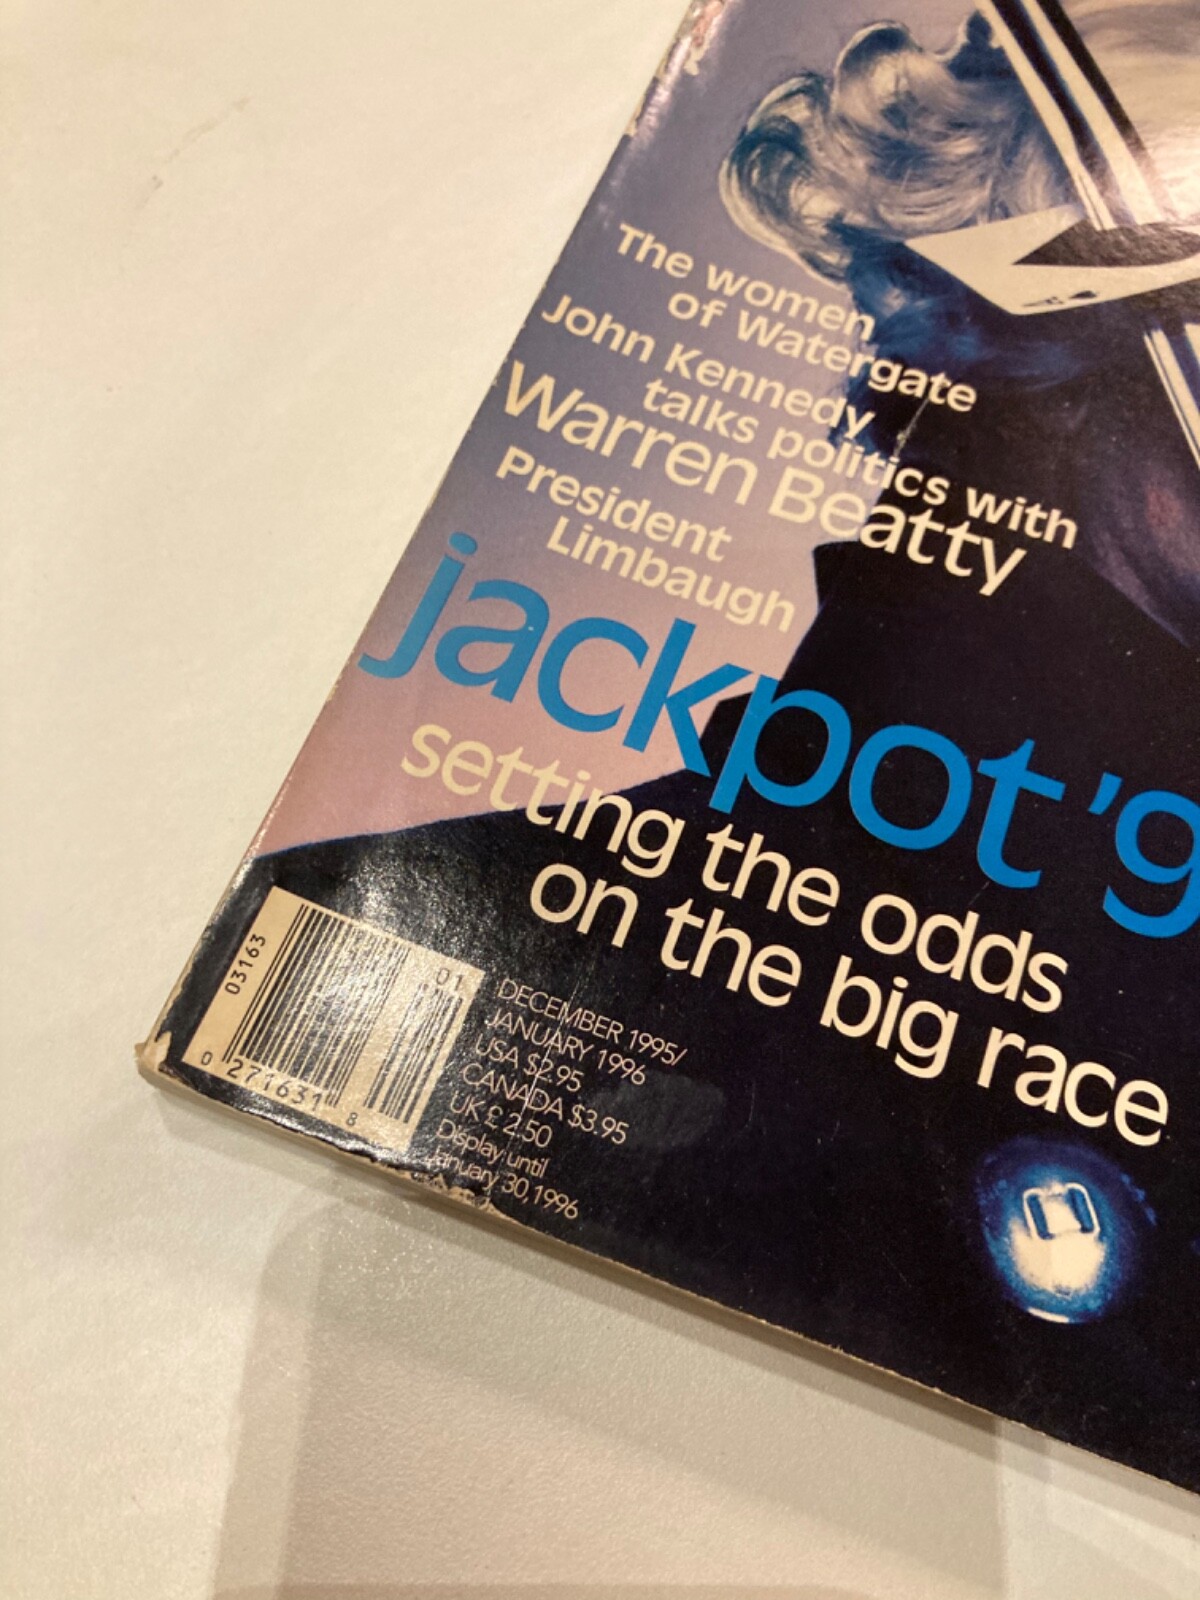 The women
of Watergate
John Kennedy
talks politics with
Warren Beatty
President
Limbaugh
jackpot '9
setting the odds
on the big race
03163
01
0 271631 8
DECEMBER 1995/
JANUARY 1996
USA $2.95
CANADA $3.95
UK £ 2.50
Display until
January 30, 1996